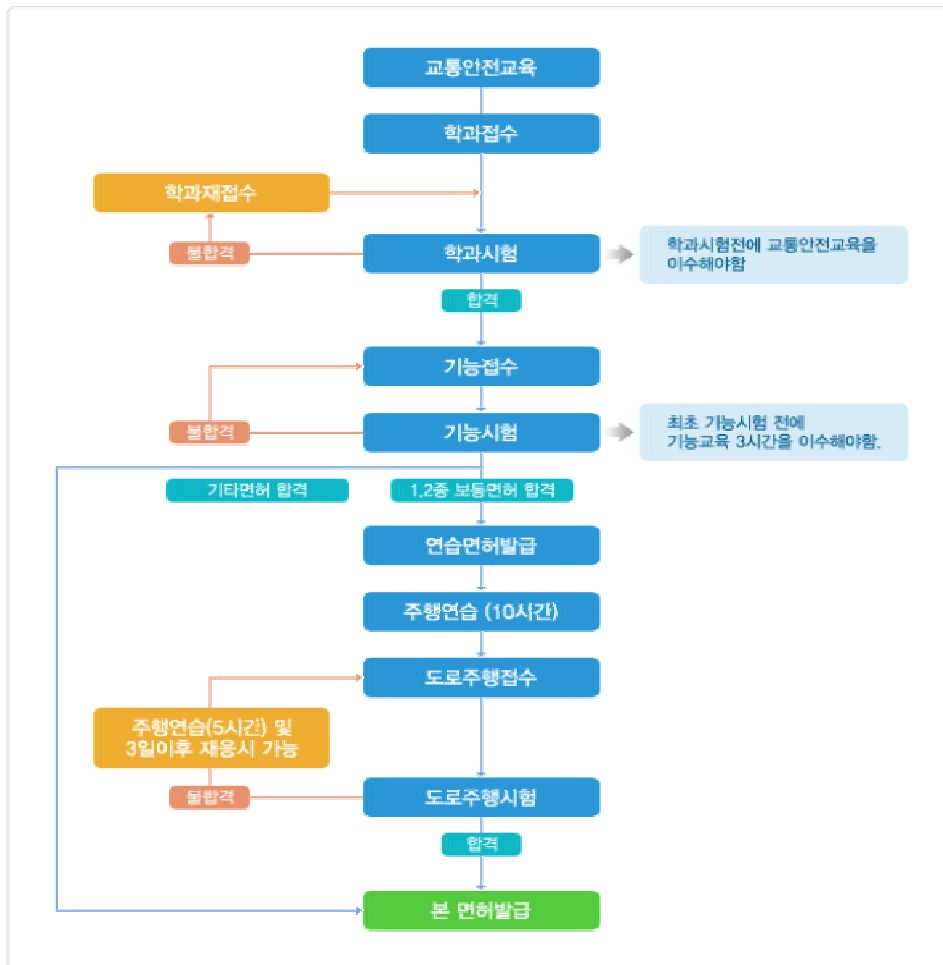 교통안전교육
학과접수
학과재접수
불합격
학과시험
학과시험전에 교통안전교육을
이수해야함
합격
기능접수
불합격
기능시험
최초 기능시험 전에
기능교육 3시간을 이수해야함.
기타면허 합격
1,2종 보통면허 합격
연습면허발급
주행연습 (10시간)
도로주행접수
주행연습(5시간) 및
3일이후 재응시 가능
불합격
도로주행시험
합격
본 면허발급